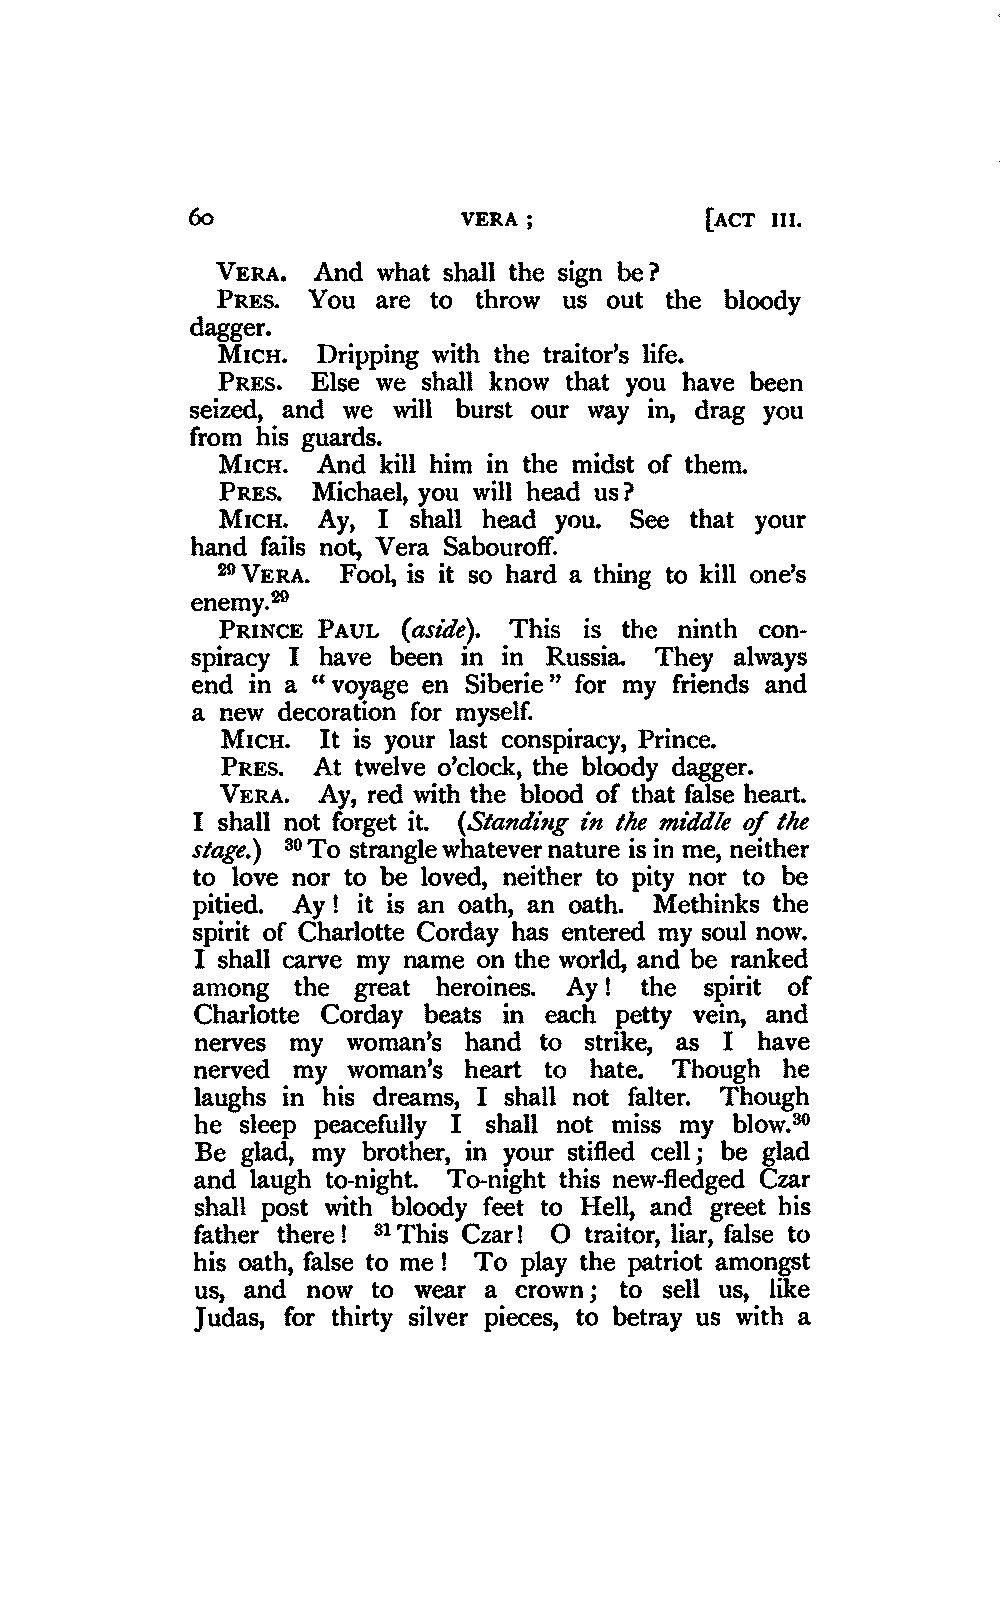 60 VERA ; [ACT III.
VERA. And what shall the sign be?
PRES. You are to throw us out the bloody
dagger.
MICH. Dripping with the traitor's life.
PRES. Else we shall know that you have been
seized, and we will burst our way in, drag you
from his guards.
MICH. And kill him in the midst of them.
PRES. Michael, you will head us?
MICH. Ay, I shall head you. See that your
hand fails not, Vera Sabouroff.
²⁹ VERA. Fool, is it so hard a thing to kill one's
enemy.²⁹
PRINCE PAUL (aside). This is the ninth con-
spiracy I have been in in Russia. They always
end in a “ voyage en Siberie ” for my friends and
a new decoration for myself.
MICH. It is your last conspiracy, Prince.
PRES. At twelve o'clock, the bloody dagger.
VERA. Ay, red with the blood of that false heart.
I shall not forget it. (Standing in the middle of the
stage.) ³⁰ To strangle whatever nature is in me, neither
to love nor to be loved, neither to pity nor to be
pitied. Ay ! it is an oath, an oath. Methinks the
spirit of Charlotte Corday has entered my soul now.
I shall carve my name on the world, and be ranked
among the great heroines. Ay ! the spirit of
Charlotte Corday beats in each petty vein, and
nerves my woman's hand to strike, as I have
nerved my woman's heart to hate. Though he
laughs in his dreams, I shall not falter. Though
he sleep peacefully I shall not miss my blow.³⁰
Be glad, my brother, in your stifled cell ; be glad
and laugh to-night. To-night this new-fledged Czar
shall post with bloody feet to Hell, and greet his
father there ! ³¹ This Czar ! O traitor, liar, false to
his oath, false to me ! To play the patriot amongst
us, and now to wear a crown ; to sell us, like
Judas, for thirty silver pieces, to betray us with a